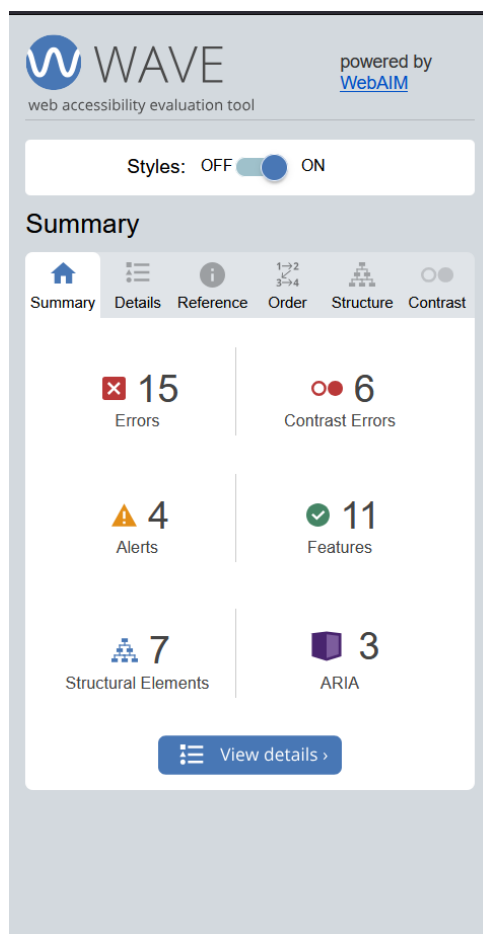 WAVE
powered by
WebAIM
web accessibility evaluation tool
Styles: OFF ON
Summary
1→2
3→4
Summary Details Reference Order Structure Contrast
15
Errors
6
Contrast Errors
4
Alerts
11
Features
7
Structural Elements
3
ARIA
View details ›